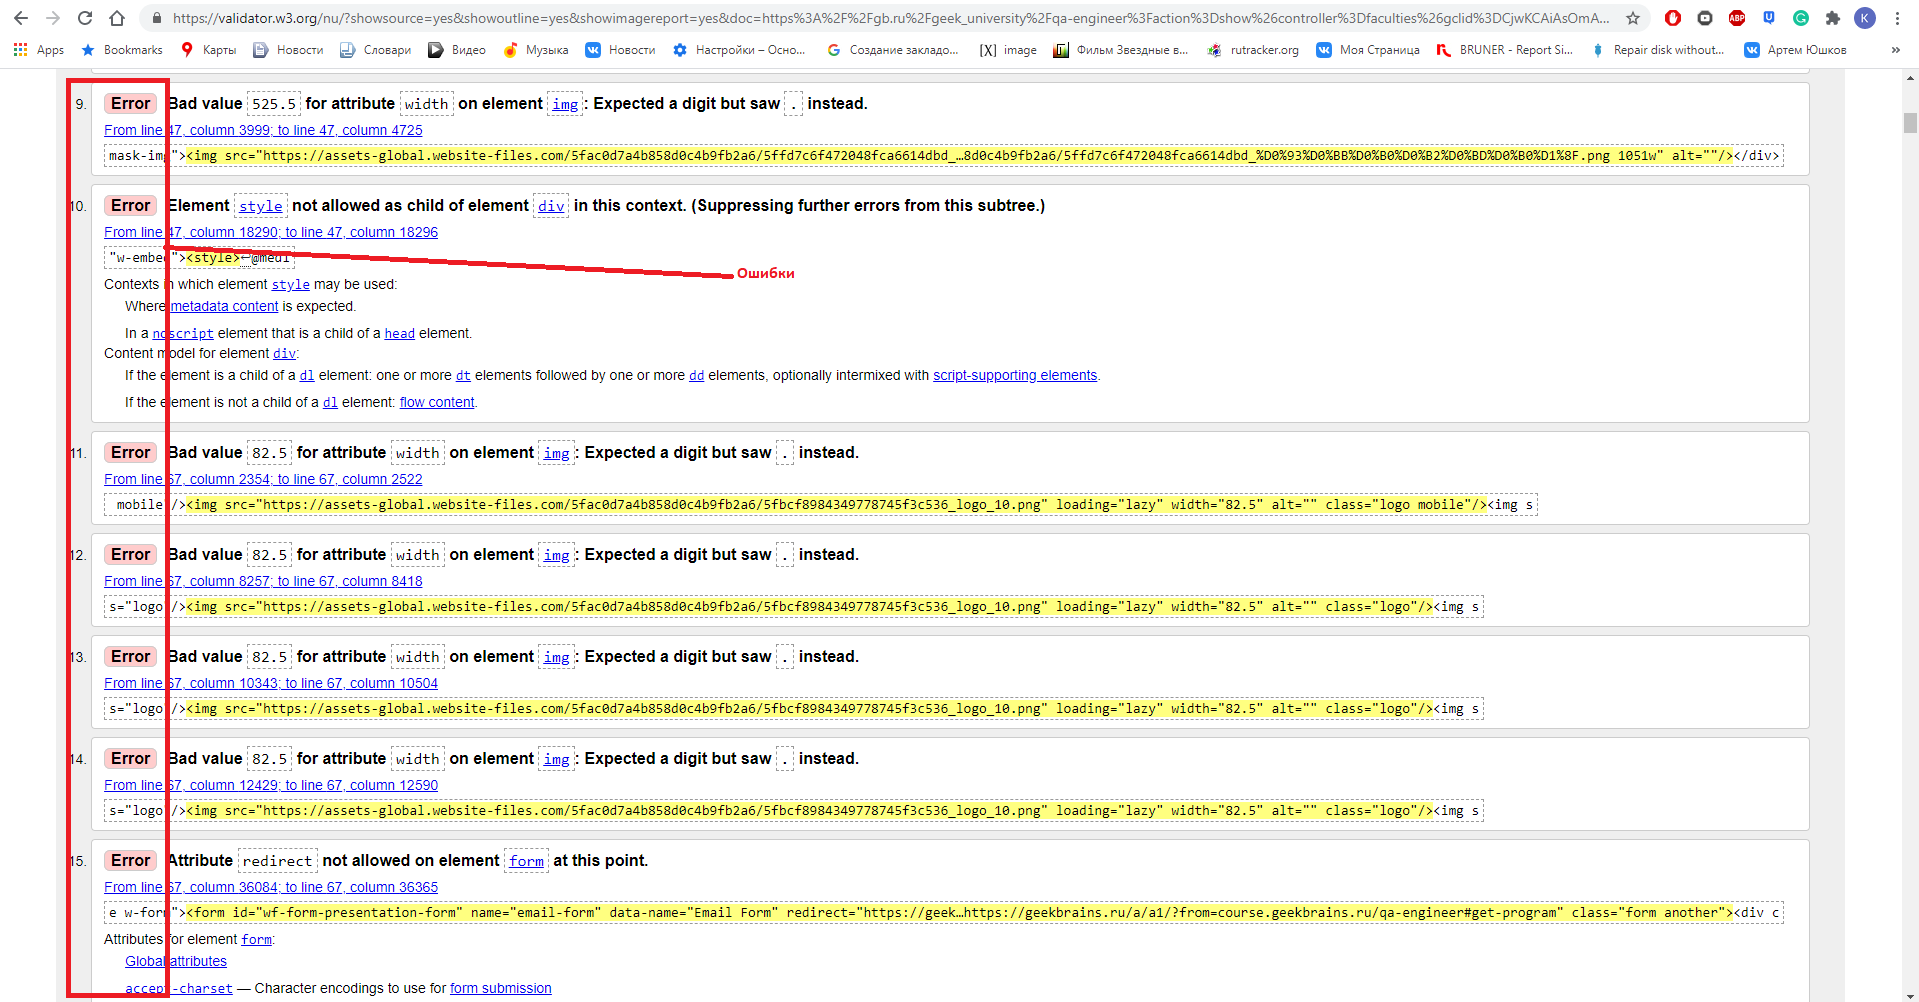 https://validator.w3.org/nu/?showsource=yes&showoutline=yes&showimagereport=yes&doc=https%3A%2F%2Fgb.ru%2Fgeek_university%2Fqa-engineer%3Faction%3Dshow%26controller%3Dfaculties%26gclid%3DCjwKCAiAsOmA...
ABP
K
Apps Bookmarks Карты Новости Словари Видео Музыка Новости Настройки – Осно... Создание закладо... [X] image Фильм Звездные в... rutracker.org Моя Страница BRUNER - Report Si... Repair disk without... Артем Юшков »
9. Error Bad value 525.5 for attribute width on element img: Expected a digit but saw . instead.
From line 47, column 3999; to line 47, column 4725
mask-img"><img src="https://assets-global.website-files.com/5fac0d7a4b858d0c4b9fb2a6/5ffd7c6f472048fca6614dbd_…8d0c4b9fb2a6/5ffd7c6f472048fca6614dbd_%D0%93%D0%BB%D0%B0%D0%B2%D0%BD%D0%B0%D1%8F.png 1051w" alt=""/></div>
10. Error Element style not allowed as child of element div in this context. (Suppressing further errors from this subtree.)
From line 47, column 18290; to line 47, column 18296
"w-embed"><style>↩@medi
Ошибки
Contexts in which element style may be used:
Where metadata content is expected.
In a noscript element that is a child of a head element.
Content model for element div:
If the element is a child of a dl element: one or more dt elements followed by one or more dd elements, optionally intermixed with script-supporting elements.
If the element is not a child of a dl element: flow content.
11. Error Bad value 82.5 for attribute width on element img: Expected a digit but saw . instead.
From line 67, column 2354; to line 67, column 2522
mobile"/><img src="https://assets-global.website-files.com/5fac0d7a4b858d0c4b9fb2a6/5fbcf8984349778745f3c536_logo_10.png" loading="lazy" width="82.5" alt="" class="logo mobile"/><img s
12. Error Bad value 82.5 for attribute width on element img: Expected a digit but saw . instead.
From line 67, column 8257; to line 67, column 8418
s="logo"/><img src="https://assets-global.website-files.com/5fac0d7a4b858d0c4b9fb2a6/5fbcf8984349778745f3c536_logo_10.png" loading="lazy" width="82.5" alt="" class="logo"/><img s
13. Error Bad value 82.5 for attribute width on element img: Expected a digit but saw . instead.
From line 67, column 10343; to line 67, column 10504
s="logo"/><img src="https://assets-global.website-files.com/5fac0d7a4b858d0c4b9fb2a6/5fbcf8984349778745f3c536_logo_10.png" loading="lazy" width="82.5" alt="" class="logo"/><img s
14. Error Bad value 82.5 for attribute width on element img: Expected a digit but saw . instead.
From line 67, column 12429; to line 67, column 12590
s="logo"/><img src="https://assets-global.website-files.com/5fac0d7a4b858d0c4b9fb2a6/5fbcf8984349778745f3c536_logo_10.png" loading="lazy" width="82.5" alt="" class="logo"/><img s
15. Error Attribute redirect not allowed on element form at this point.
From line 67, column 36084; to line 67, column 36365
e w-form"><form id="wf-form-presentation-form" name="email-form" data-name="Email Form" redirect="https://geek…https://geekbrains.ru/a/a1/?from=course.geekbrains.ru/qa-engineer#get-program" class="form another"><div c
Attributes for element form:
Global attributes
accept-charset — Character encodings to use for form submission